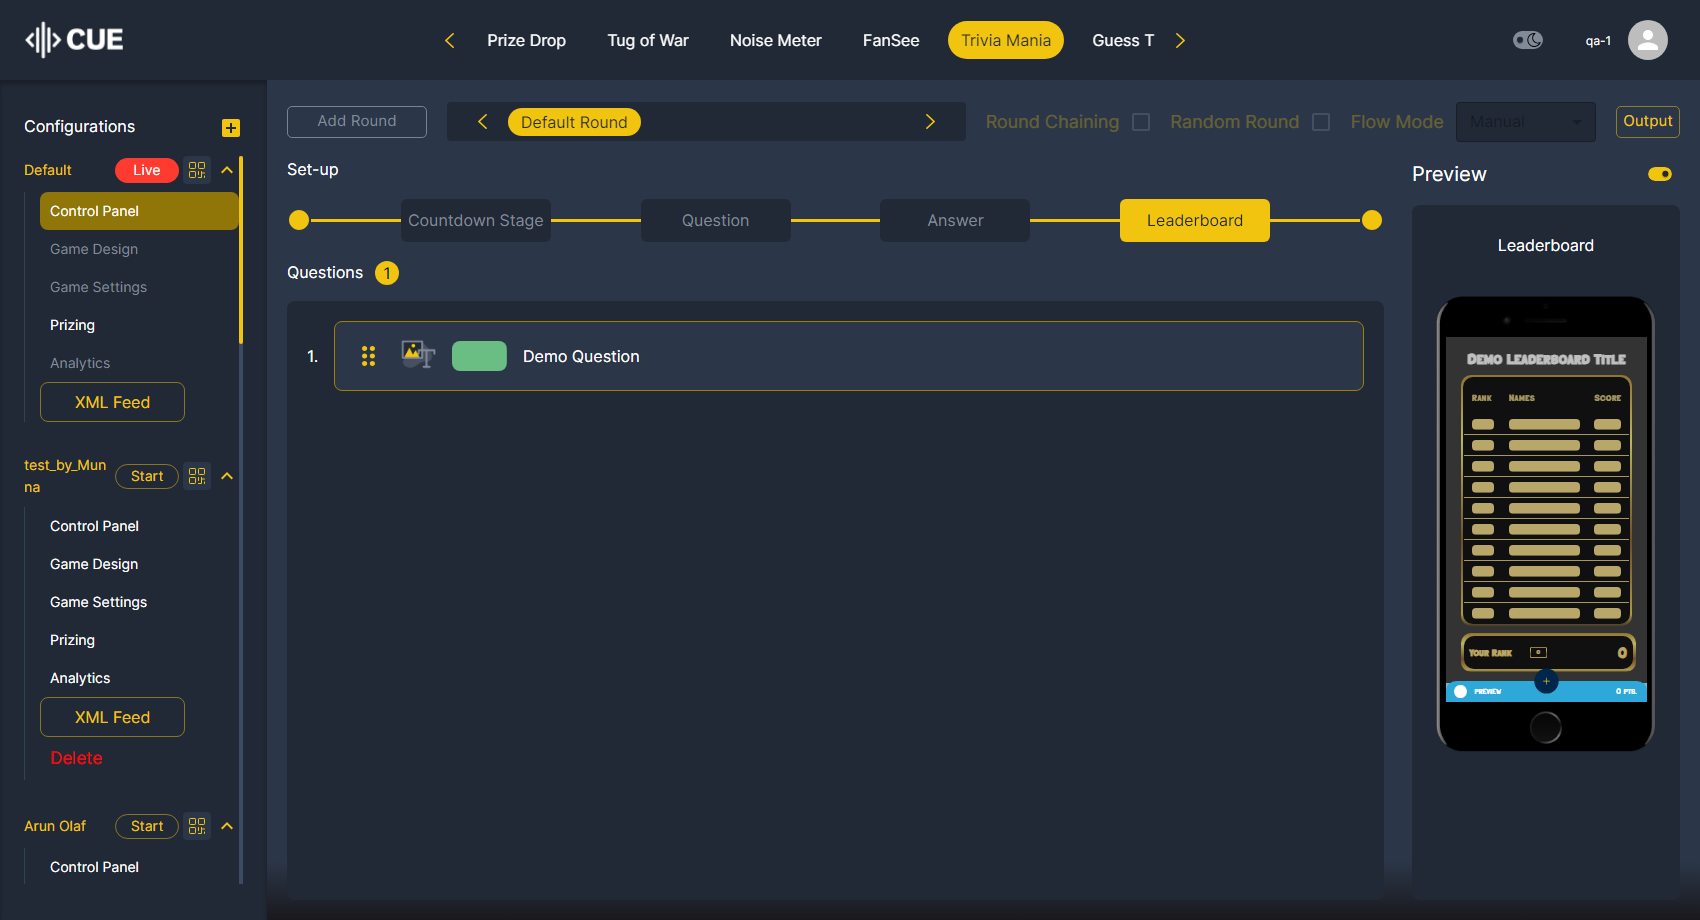 CUE
Prize Drop
Tug of War
Noise Meter
FanSee
Trivia Mania
Guess T
qa-1
Configurations
Default
Live
Control Panel
Game Design
Game Settings
Prizing
Analytics
XML Feed
test_by_Mun
na
Start
Control Panel
Game Design
Game Settings
Prizing
Analytics
XML Feed
Delete
Arun Olaf
Start
Control Panel
Add Round
Default Round
Round Chaining
Random Round
Flow Mode
Manual
Output
Set-up
Countdown Stage
Question
Answer
Leaderboard
Questions 1
1.
Demo Question
Preview
Leaderboard
Demo Leaderboard Title
Rank Names Score
Your Rank 0
PREVIEW 0 PTS.